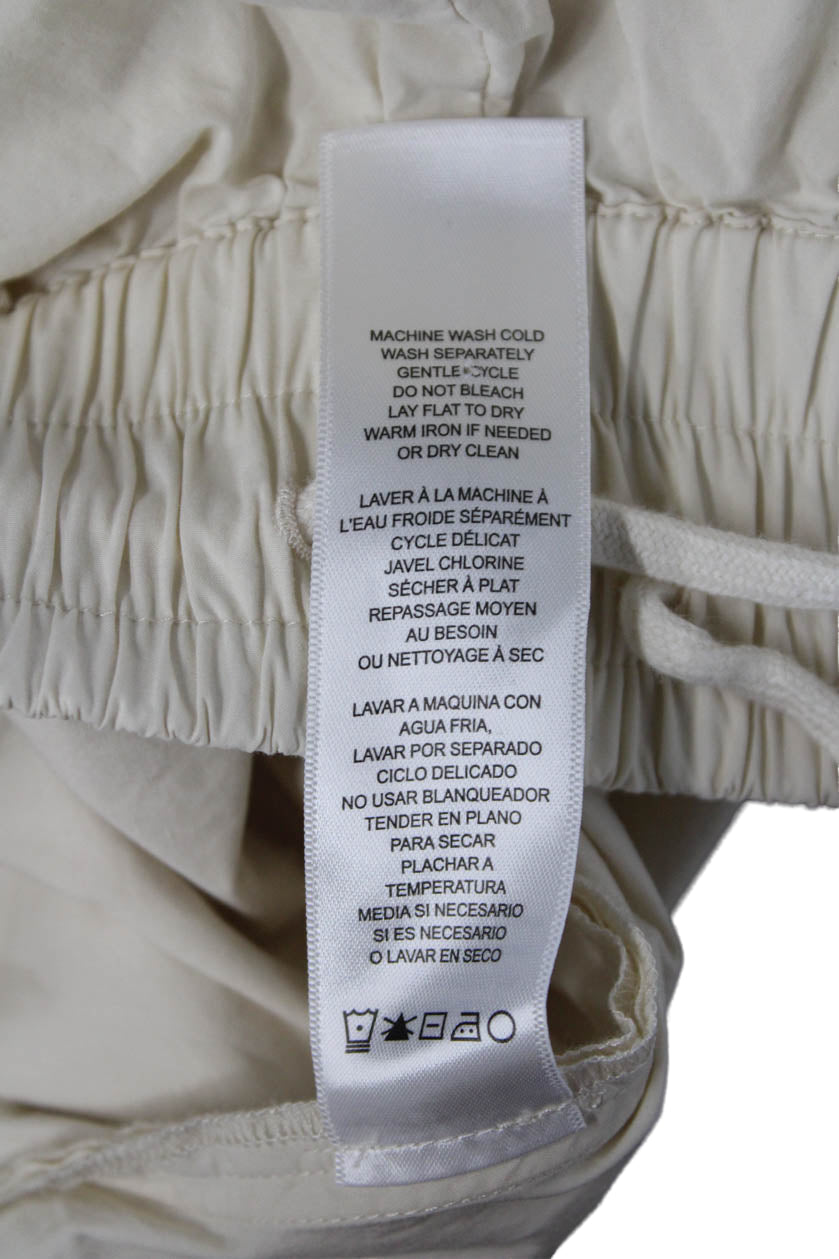 MACHINE WASH COLD
WASH SEPARATELY
GENTLE CYCLE
DO NOT BLEACH
LAY FLAT TO DRY
WARM IRON IF NEEDED
OR DRY CLEAN
LAVER À LA MACHINE À
L'EAU FROIDE SÉPARÉMENT
CYCLE DÉLICAT
JAVEL CHLORINE
SÉCHER À PLAT
REPASSAGE MOYEN
AU BESOIN
OU NETTOYAGE À SEC
LAVAR A MAQUINA CON
AGUA FRIA,
LAVAR POR SEPARADO
CICLO DELICADO
NO USAR BLANQUEADOR
TENDER EN PLANO
PARA SECAR
PLACHAR A
TEMPERATURA
MEDIA SI NECESARIO
SI ES NECESARIO
O LAVAR EN SECO